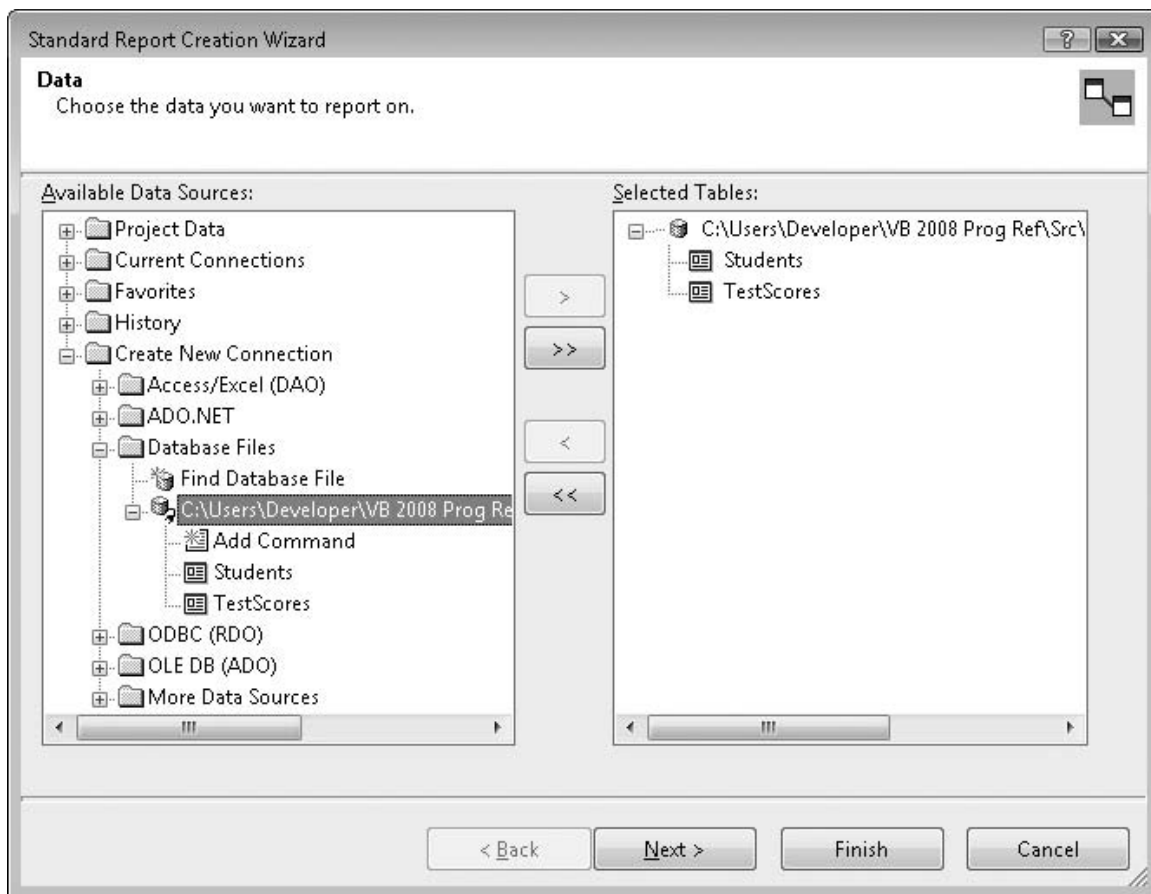 Standard Report Creation Wizard
Data
Choose the data you want to report on.
Available Data Sources:
Project Data
Current Connections
Favorites
History
Create New Connection
Access/Excel (DAO)
ADO.NET
Database Files
Find Database File
C:\Users\Developer\VB 2008 Prog Re
Add Command
Students
TestScores
ODBC (RDO)
OLE DB (ADO)
More Data Sources
>
>>
<
<<
Selected Tables:
C:\Users\Developer\VB 2008 Prog Ref\Src\
Students
TestScores
< Back
Next >
Finish
Cancel